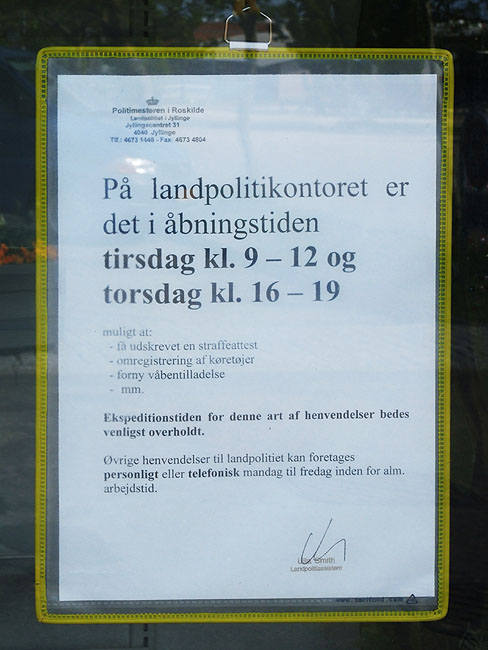 Politimesteren i Roskilde
Landpolitiet i Jyllinge
Jyllingecentret 31
4040 Jyllinge
Tlf.: 4673 1448 - Fax: 4673 4804
På landpolitikontoret er
det i åbningstiden
tirsdag kl. 9 – 12 og
torsdag kl. 16 – 19
muligt at:
- få udskrevet en straffeattest
- omregistrering af køretøjer
- forny våbentilladelse
- mm.
Ekspeditionstiden for denne art af henvendelser bedes
venligst overholdt.
Øvrige henvendelser til landpolitiet kan foretages
personligt eller telefonisk mandag til fredag inden for alm.
arbejdstid.
Smith
Landpolitiassistent